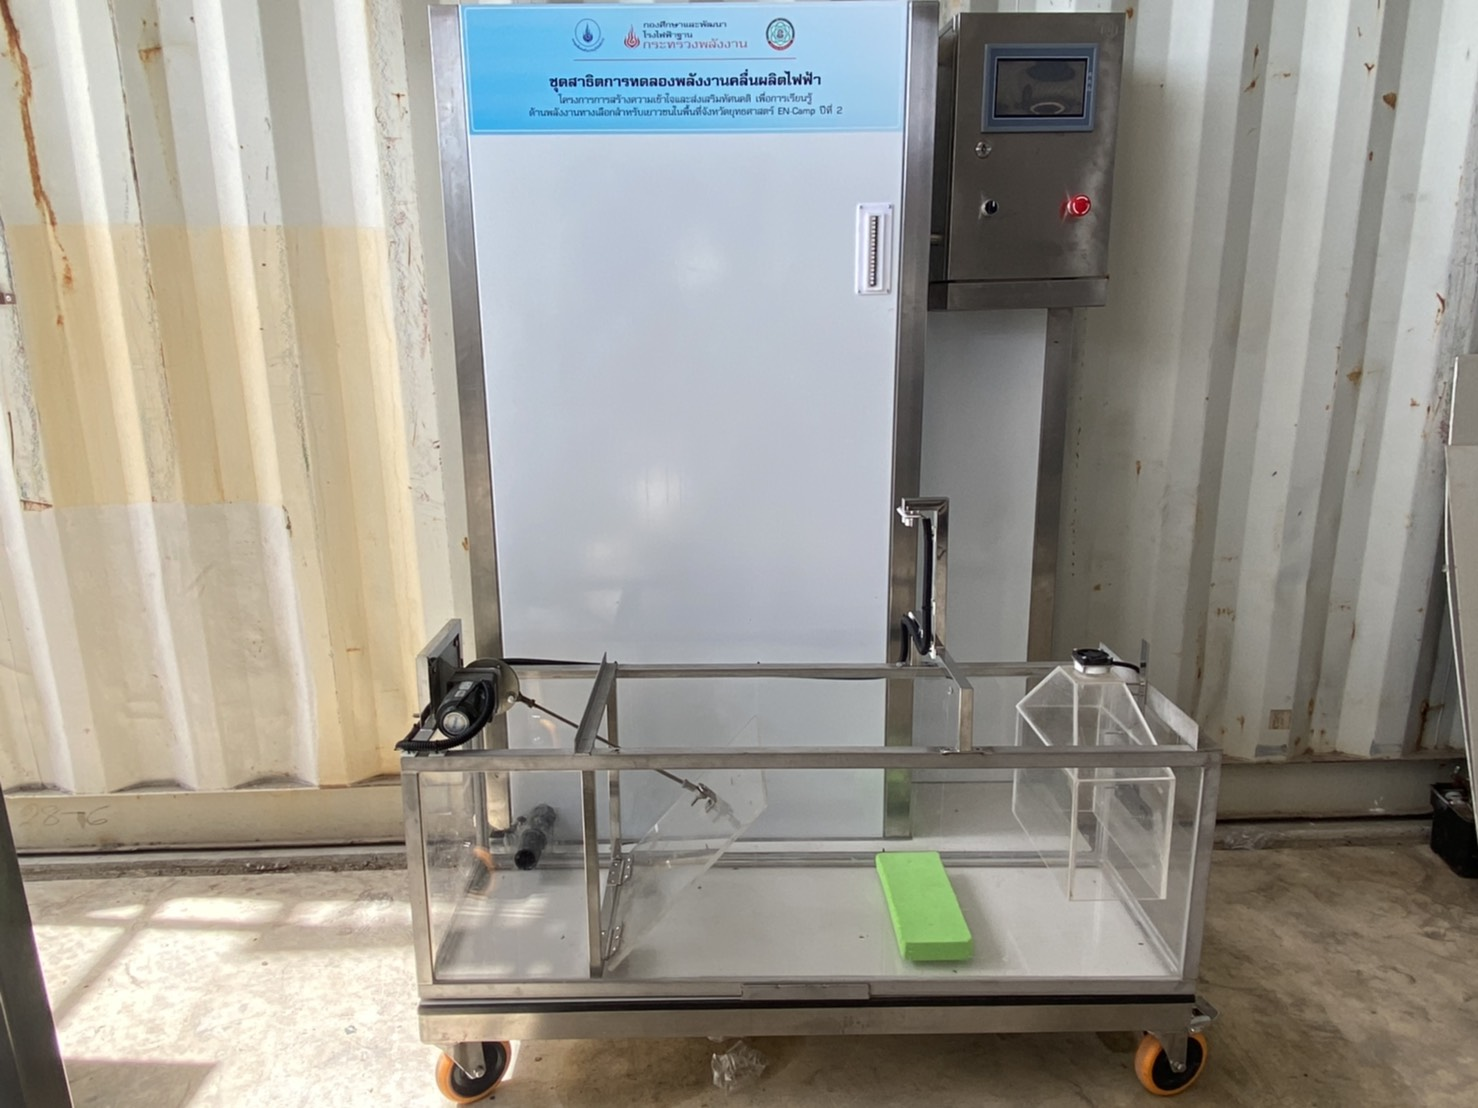 กองศึกษาและพัฒนา
โรงไฟฟ้าฐาน
กระทรวงพลังงาน
ชุดสาธิตการทดลองพลังงานคลื่นผลิตไฟฟ้า
โครงการการสร้างความเข้าใจและส่งเสริมทัศนคติ เพื่อการเรียนรู้
ด้านพลังงานทางเลือกสำหรับเยาวชนในพื้นที่จังหวัดยุทธศาสตร์ EN-Camp ปีที่ 2